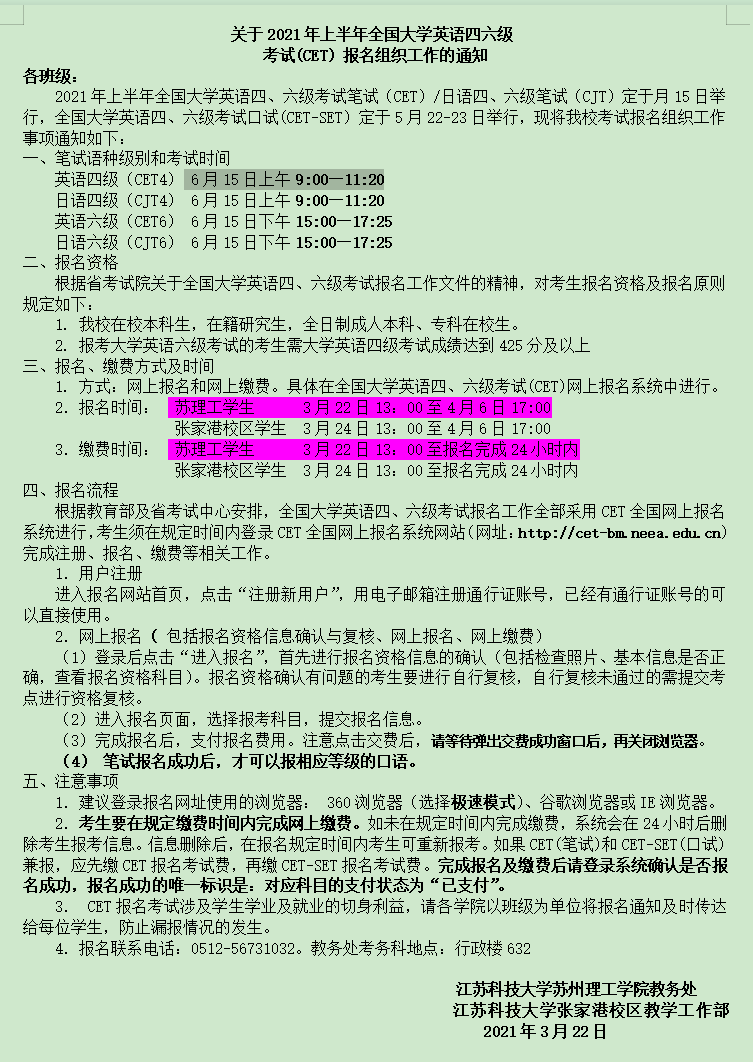 关于 2021 年上半年全国大学英语四六级
考试(CET) 报名组织工作的通知
各班级：
2021 年上半年全国大学英语四、六级考试笔试（CET）/日语四、六级笔试（CJT）定于月 15 日举
行，全国大学英语四、六级考试口试(CET-SET）定于 5 月 22-23 日举行，现将我校考试报名组织工作
事项通知如下：
一、笔试语种级别和考试时间
英语四级（CET4） 6 月 15 日上午 9:00—11:20
日语四级（CJT4） 6 月 15 日上午 9:00—11:20
英语六级（CET6） 6 月 15 日下午 15:00—17:25
日语六级（CJT6） 6 月 15 日下午 15:00—17:25
二、报名资格
根据省考试院关于全国大学英语四、六级考试报名工作文件的精神，对考生报名资格及报名原则
规定如下：
1. 我校在校本科生，在籍研究生，全日制成人本科、专科在校生。
2. 报考大学英语六级考试的考生需大学英语四级考试成绩达到 425 分及以上
三、报名、缴费方式及时间
1. 方式：网上报名和网上缴费。具体在全国大学英语四、六级考试(CET)网上报名系统中进行。
2. 报名时间： 苏理工学生 3 月 22 日 13：00 至 4 月 6 日 17:00
张家港校区学生 3 月 24 日 13：00 至 4 月 6 日 17:00
3. 缴费时间： 苏理工学生 3 月 22 日 13：00 至报名完成 24 小时内
张家港校区学生 3 月 24 日 13：00 至报名完成 24 小时内
四、报名流程
根据教育部及省考试中心安排，全国大学英语四、六级考试报名工作全部采用 CET 全国网上报名
系统进行,考生须在规定时间内登录 CET 全国网上报名系统网站（网址：http://cet-bm.neea.edu.cn)
完成注册、报名、缴费等相关工作。
1. 用户注册
进入报名网站首页，点击“注册新用户”，用电子邮箱注册通行证账号，已经有通行证账号的可
以直接使用。
2. 网上报名（ 包括报名资格信息确认与复核、网上报名、网上缴费）
（1）登录后点击“进入报名”，首先进行报名资格信息的确认（包括检查照片、基本信息是否正
确，查看报名资格科目）。报名资格确认有问题的考生要进行自行复核，自行复核未通过的需提交考
点进行资格复核。
（2）进入报名页面，选择报考科目，提交报名信息。
（3）完成报名后，支付报名费用。注意点击交费后，请等待弹出交费成功窗口后，再关闭浏览器。
（4） 笔试报名成功后，才可以报相应等级的口语。
五、注意事项
1. 建议登录报名网址使用的浏览器： 360 浏览器（选择极速模式）、谷歌浏览器或 IE 浏览器。
2. 考生要在规定缴费时间内完成网上缴费。如未在规定时间内完成缴费，系统会在 24 小时后删
除考生报考信息。信息删除后，在报名规定时间内考生可重新报考。如果 CET(笔试)和 CET-SET(口试)
兼报，应先缴 CET 报名考试费，再缴 CET-SET 报名考试费。完成报名及缴费后请登录系统确认是否报
名成功，报名成功的唯一标识是：对应科目的支付状态为“已支付”。
3. CET 报名考试涉及学生学业及就业的切身利益，请各学院以班级为单位将报名通知及时传达
给每位学生，防止漏报情况的发生。
4. 报名联系电话：0512-56731032。教务处考务科地点：行政楼 632
江苏科技大学苏州理工学院教务处
江苏科技大学张家港校区教学工作部
2021 年 3 月 22 日